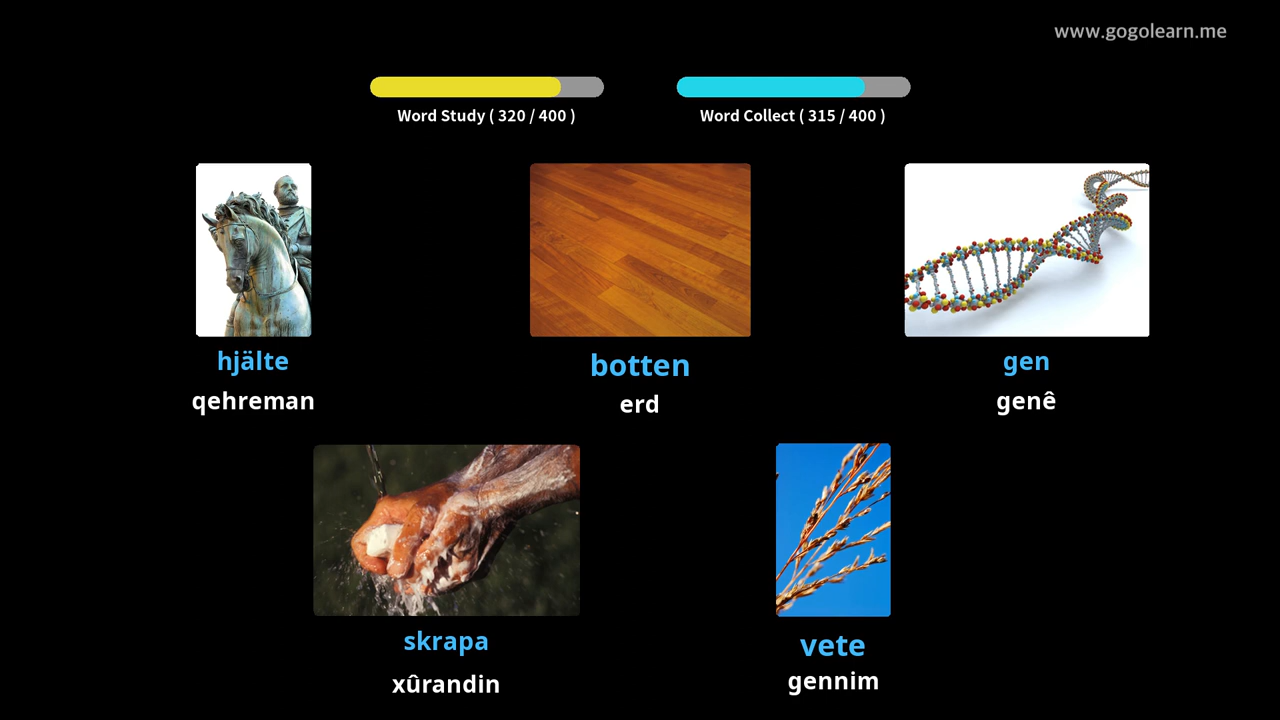 www.gogolearn.me
Word Study ( 320 / 400 )
Word Collect ( 315 / 400 )
hjälte
qehreman
botten
erd
gen
genê
skrapa
xûrandin
vete
gennim